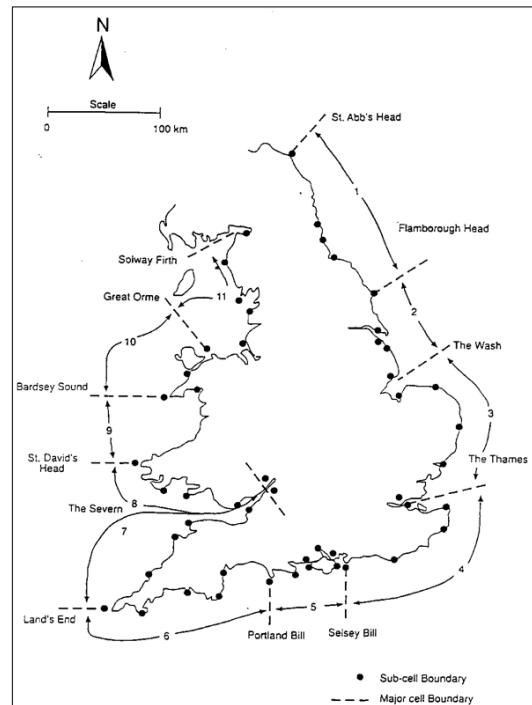 N
Scale
0
100 km
St. Abb's Head
1
Flamborough Head
Solway Firth
Great Orme
11
2
10
The Wash
Bardsey Sound
3
9
St. David's
Head
The Thames
8
The Severn
7
4
Land's End
6
5
Portland Bill
Selsey Bill
Sub-cell Boundary
Major cell Boundary